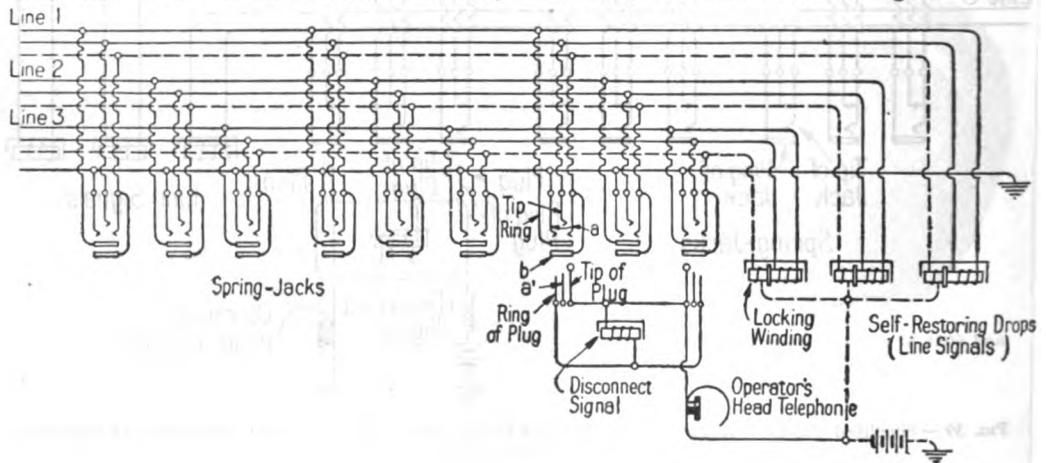 Line 1
Line 2
Line 3
Tip
Ring
a
b
a'
Tip of
Plug
Ring
of Plug
Spring-Jacks
Locking
Winding
Self-Restoring Drops
(Line Signals)
Disconnect
Signal
Operator's
Head Telephone